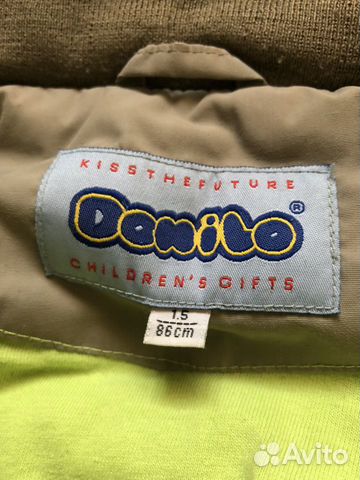 KISSTHEFUTURE
Danilo®
CHILDREN'S GIFTS
1.5
86cm
Avito